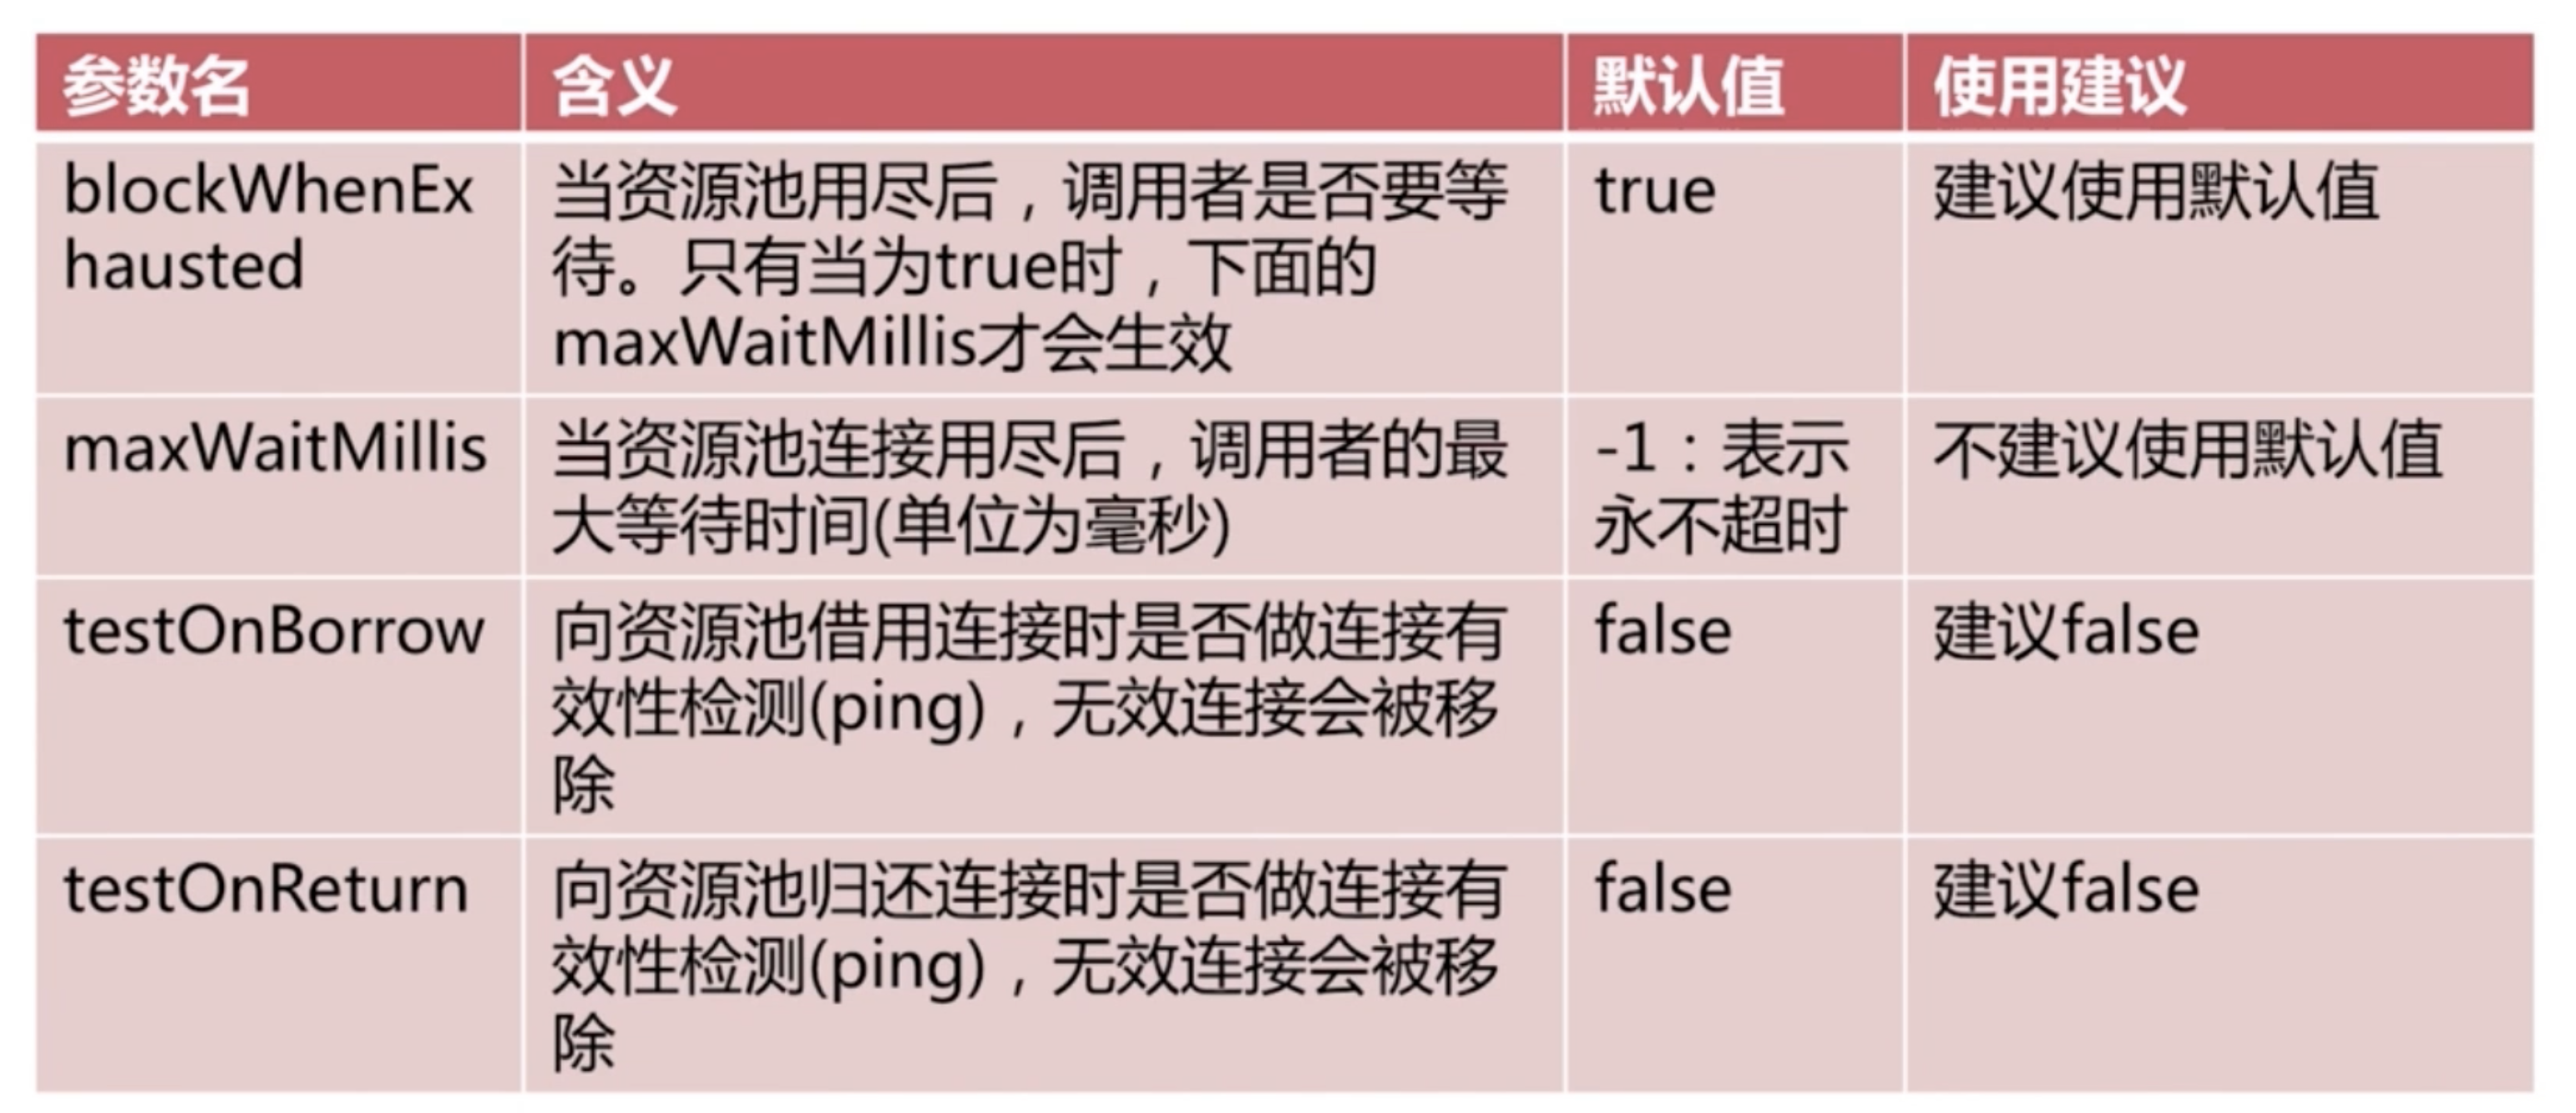 参数名 含义 默认值 使用建议
blockWhenEx 当资源池用尽后，调用者是否要等 true 建议使用默认值
hausted 待。只有当为true时，下面的
maxWaitMillis才会生效
maxWaitMillis 当资源池连接用尽后，调用者的最 -1：表示 不建议使用默认值
大等待时间(单位为毫秒) 永不超时
testOnBorrow 向资源池借用连接时是否做连接有 false 建议false
效性检测(ping)，无效连接会被移
除
testOnReturn 向资源池归还连接时是否做连接有 false 建议false
效性检测(ping)，无效连接会被移
除